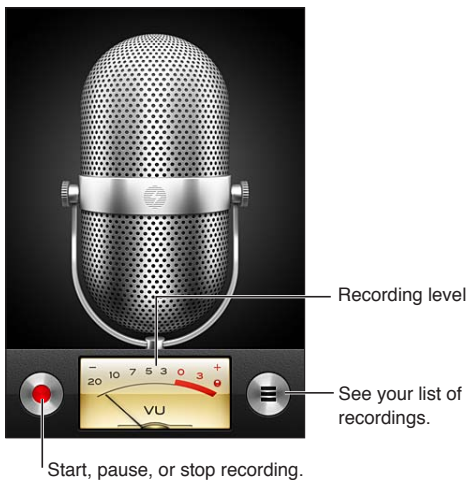 Recording level
− 20 10 7 5 3 0 3 +
VU
See your list of
recordings.
Start, pause, or stop recording.